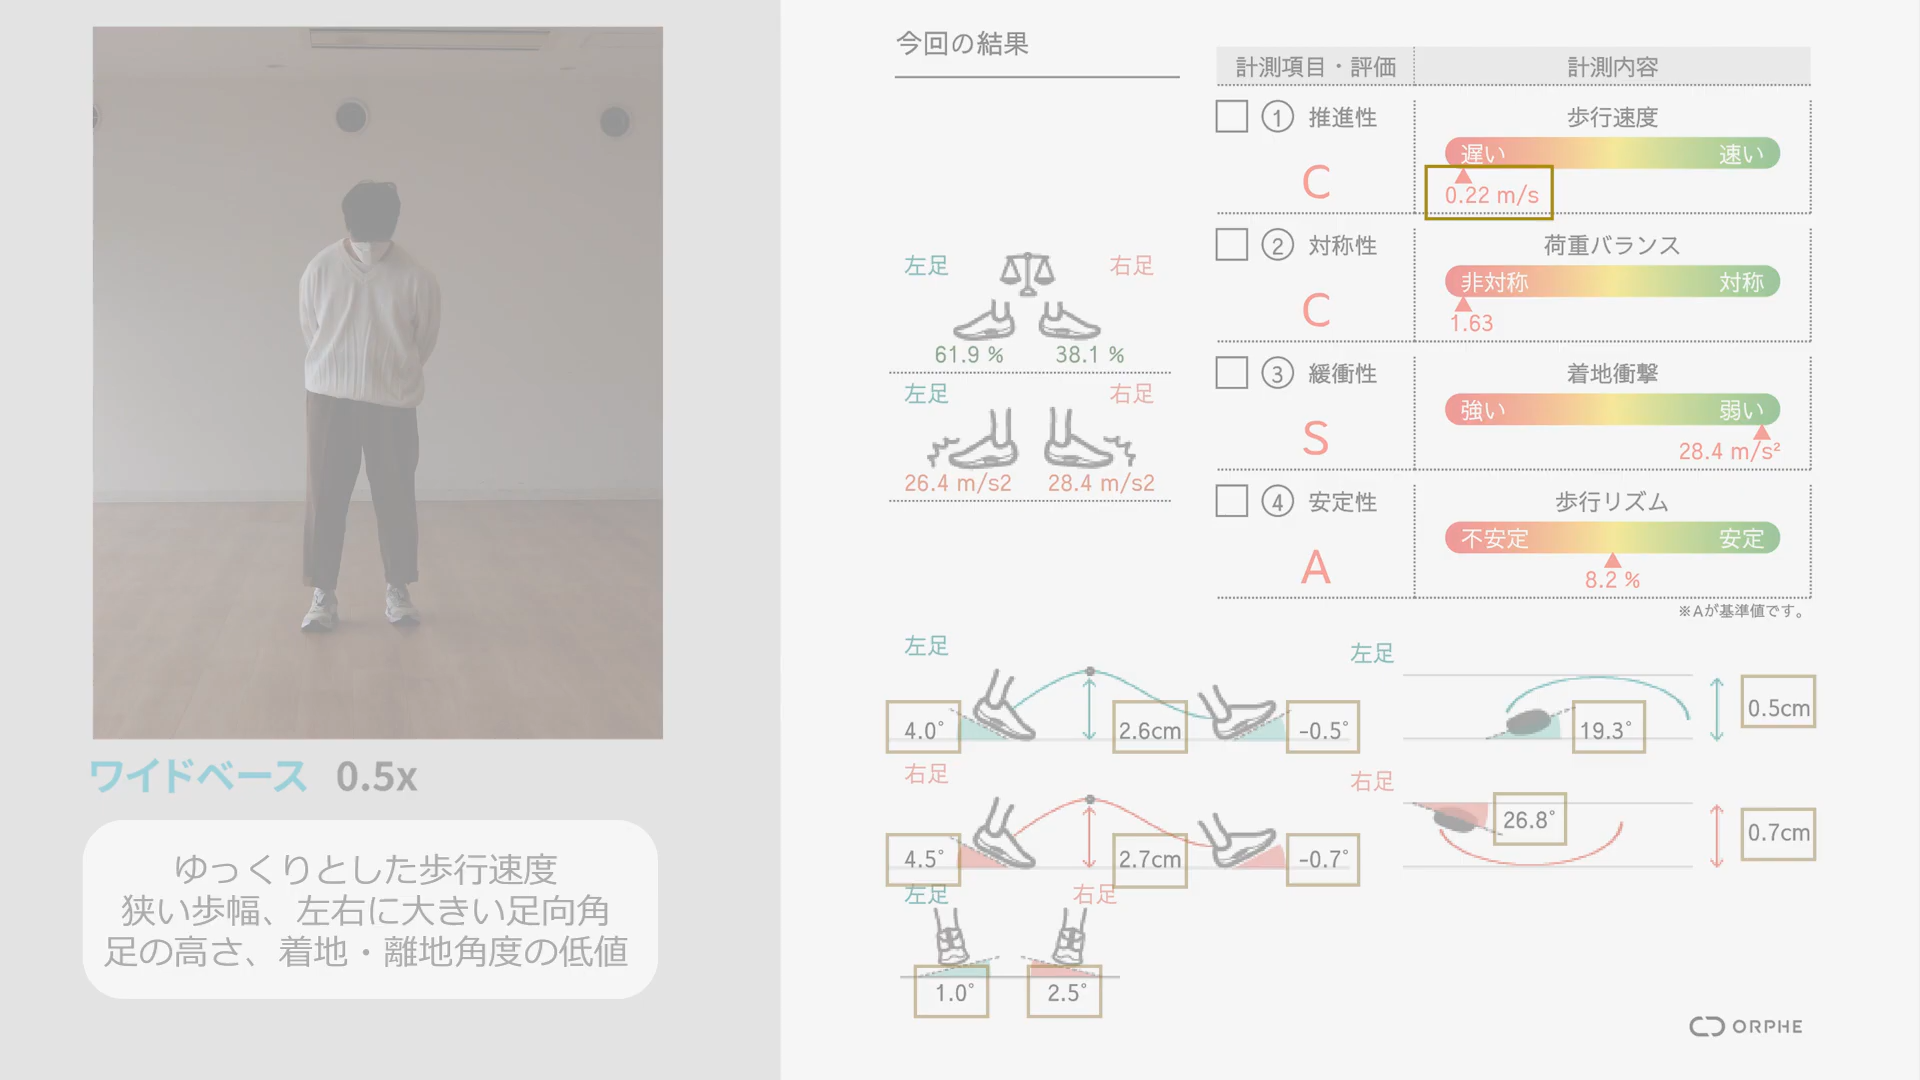 今回の結果
計測項目・評価 計測内容
① 推進性 歩行速度
遅い 速い
C
0.22 m/s
② 対称性 荷重バランス
非対称 対称
C
1.63
③ 緩衝性 着地衝撃
強い 弱い
S
28.4 m/s²
④ 安定性 歩行リズム
不安定 安定
A
8.2 %
※Aが基準値です。
左足 右足
61.9 % 38.1 %
左足 右足
26.4 m/s2 28.4 m/s2
左足
4.0° 2.6cm -0.5°
右足
4.5° 2.7cm -0.7°
左足 右足
1.0° 2.5°
左足
19.3° 0.5cm
右足
26.8° 0.7cm
ワイドベース 0.5x
ゆっくりとした歩行速度
狭い歩幅、左右に大きい足向角
足の高さ、着地・離地角度の低値
ORPHE